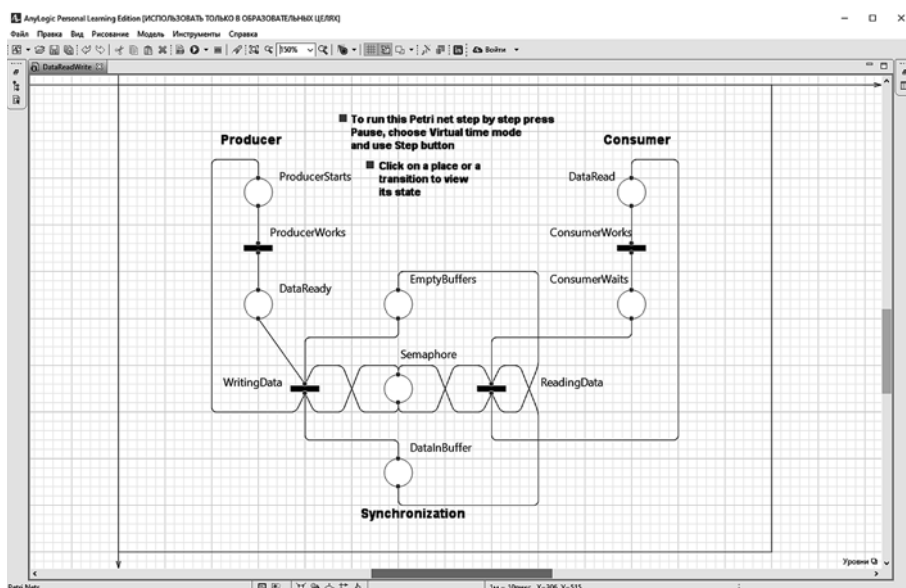 AnyLogic Personal Learning Edition [ИСПОЛЬЗОВАТЬ ТОЛЬКО В ОБРАЗОВАТЕЛЬНЫХ ЦЕЛЯХ]
Файл Правка Вид Рисование Модель Инструменты Справка
150% Войти
DataReadWrite
To run this Petri net step by step press
Pause, choose Virtual time mode
and use Step button
Producer
Consumer
Click on a place or a
transition to view
its state
ProducerStarts
DataRead
ProducerWorks
ConsumerWorks
DataReady
EmptyBuffers
ConsumerWaits
Semaphore
WritingData
ReadingData
DataInBuffer
Synchronization
Уровни